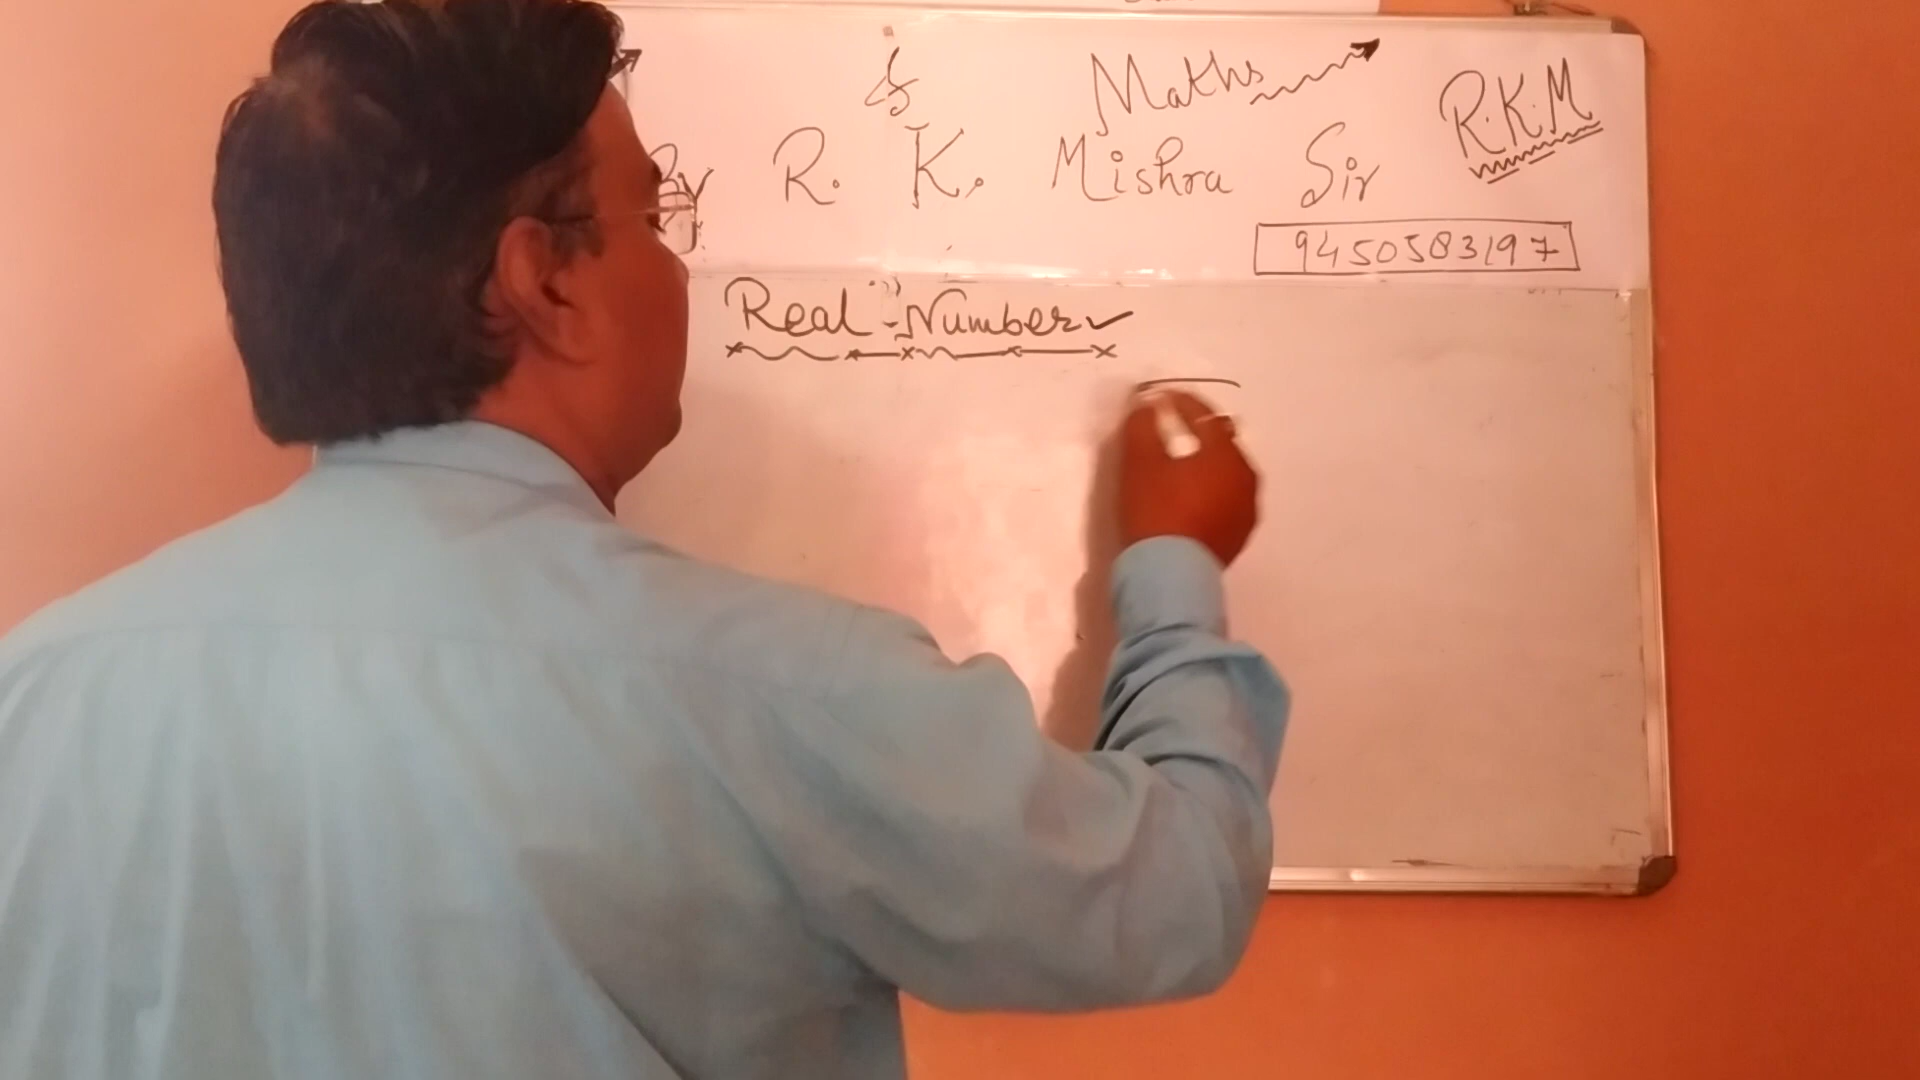 Maths
R.K.M
By R. K. Mishra Sir
9450583197
Real Number